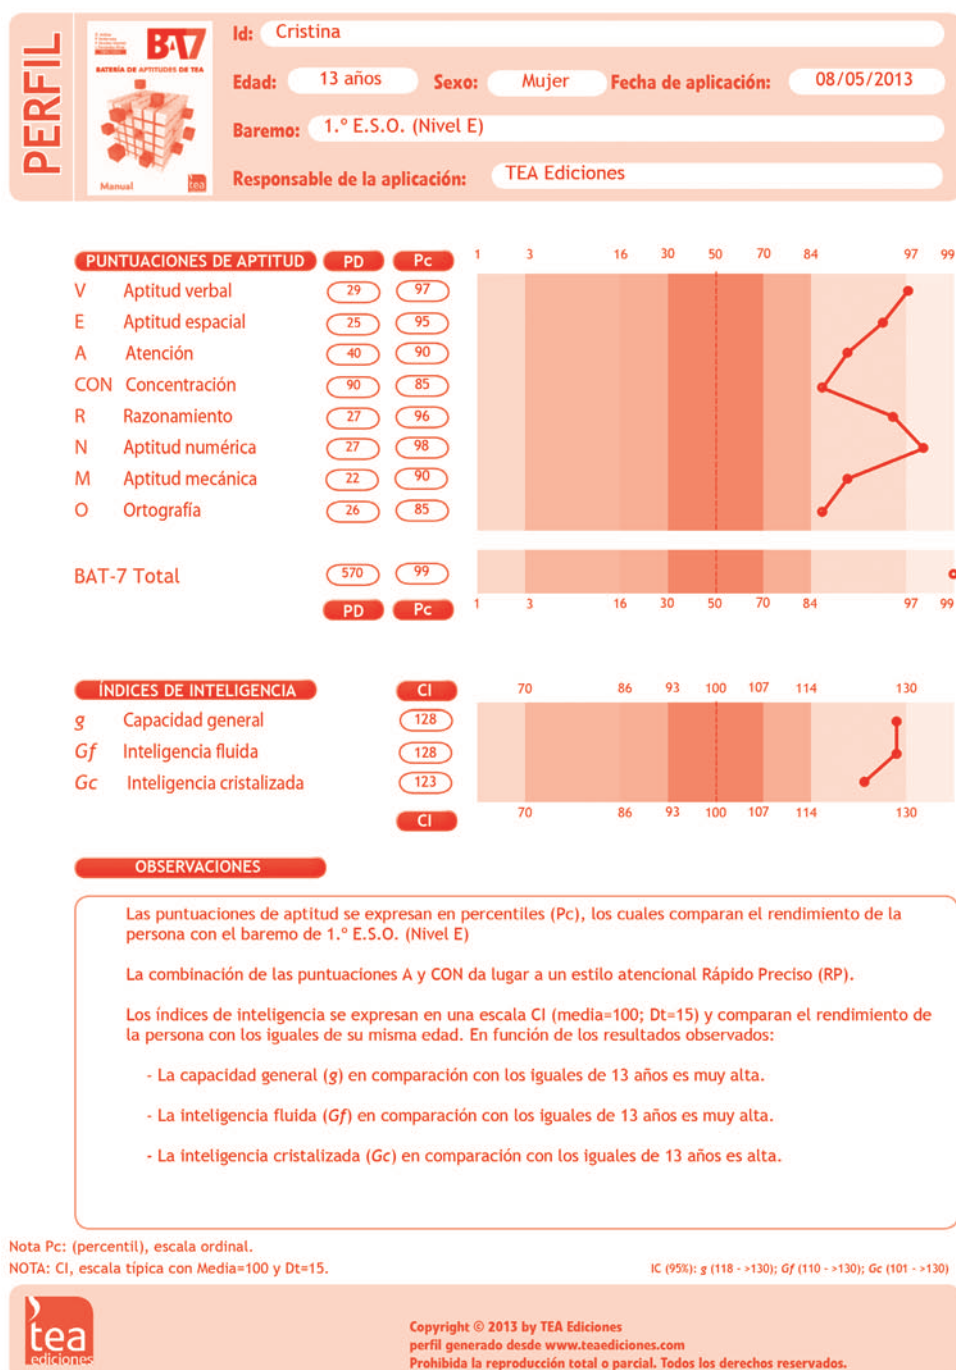 PERFIL
BAT7
BATERÍA DE APTITUDES DE TEA
Manual
tea
Id: Cristina
Edad: 13 años Sexo: Mujer Fecha de aplicación: 08/05/2013
Baremo: 1.º E.S.O. (Nivel E)
Responsable de la aplicación: TEA Ediciones
PUNTUACIONES DE APTITUD PD Pc 1 3 16 30 50 70 84 97 99
V Aptitud verbal 29 97
E Aptitud espacial 25 95
A Atención 40 90
CON Concentración 90 85
R Razonamiento 27 96
N Aptitud numérica 27 98
M Aptitud mecánica 22 90
O Ortografía 26 85
BAT-7 Total 570 99
PD Pc 1 3 16 30 50 70 84 97 99
ÍNDICES DE INTELIGENCIA CI 70 86 93 100 107 114 130
g Capacidad general 128
Gf Inteligencia fluida 128
Gc Inteligencia cristalizada 123
CI 70 86 93 100 107 114 130
OBSERVACIONES
Las puntuaciones de aptitud se expresan en percentiles (Pc), los cuales comparan el rendimiento de la
persona con el baremo de 1.º E.S.O. (Nivel E)
La combinación de las puntuaciones A y CON da lugar a un estilo atencional Rápido Preciso (RP).
Los índices de inteligencia se expresan en una escala CI (media=100; Dt=15) y comparan el rendimiento de
la persona con los iguales de su misma edad. En función de los resultados observados:
- La capacidad general (g) en comparación con los iguales de 13 años es muy alta.
- La inteligencia fluida (Gf) en comparación con los iguales de 13 años es muy alta.
- La inteligencia cristalizada (Gc) en comparación con los iguales de 13 años es alta.
Nota Pc: (percentil), escala ordinal.
NOTA: CI, escala típica con Media=100 y Dt=15. IC (95%): g (118 - >130); Gf (110 - >130); Gc (101 - >130)
tea
ediciones
Copyright © 2013 by TEA Ediciones
perfil generado desde www.teaediciones.com
Prohibida la reproducción total o parcial. Todos los derechos reservados.